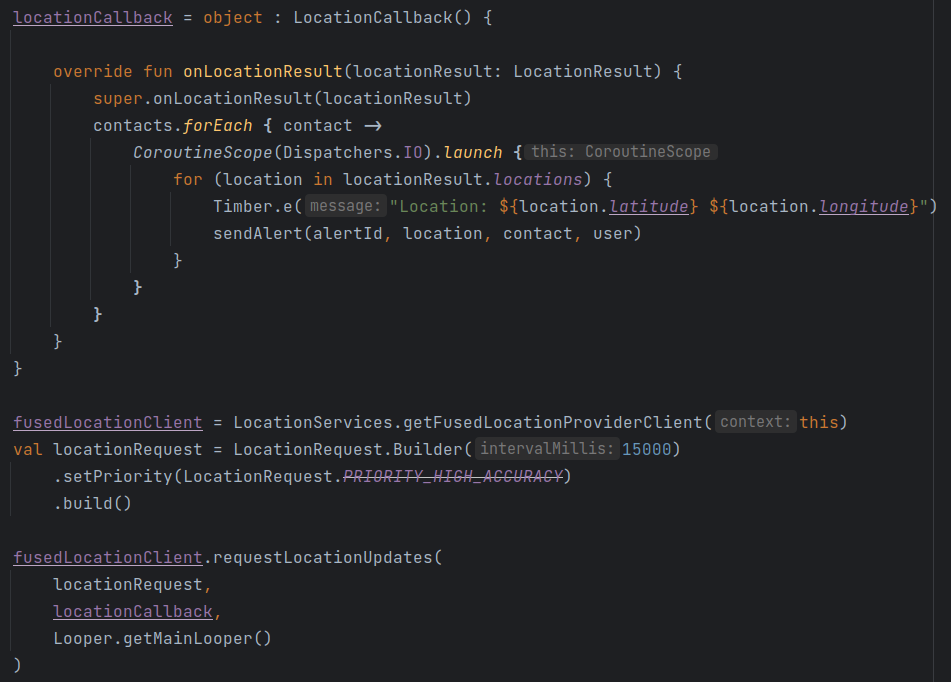 locationCallback = object : LocationCallback() {
override fun onLocationResult(locationResult: LocationResult) {
super.onLocationResult(locationResult)
contacts.forEach { contact ->
CoroutineScope(Dispatchers.IO).launch { this: CoroutineScope
for (location in locationResult.locations) {
Timber.e( message: "Location: ${location.latitude} ${location.longitude}")
sendAlert(alertId, location, contact, user)
}
}
}
}
}
fusedLocationClient = LocationServices.getFusedLocationProviderClient( context: this)
val locationRequest = LocationRequest.Builder( intervalMillis: 15000)
.setPriority(LocationRequest.PRIORITY_HIGH_ACCURACY)
.build()
fusedLocationClient.requestLocationUpdates(
locationRequest,
locationCallback,
Looper.getMainLooper()
)